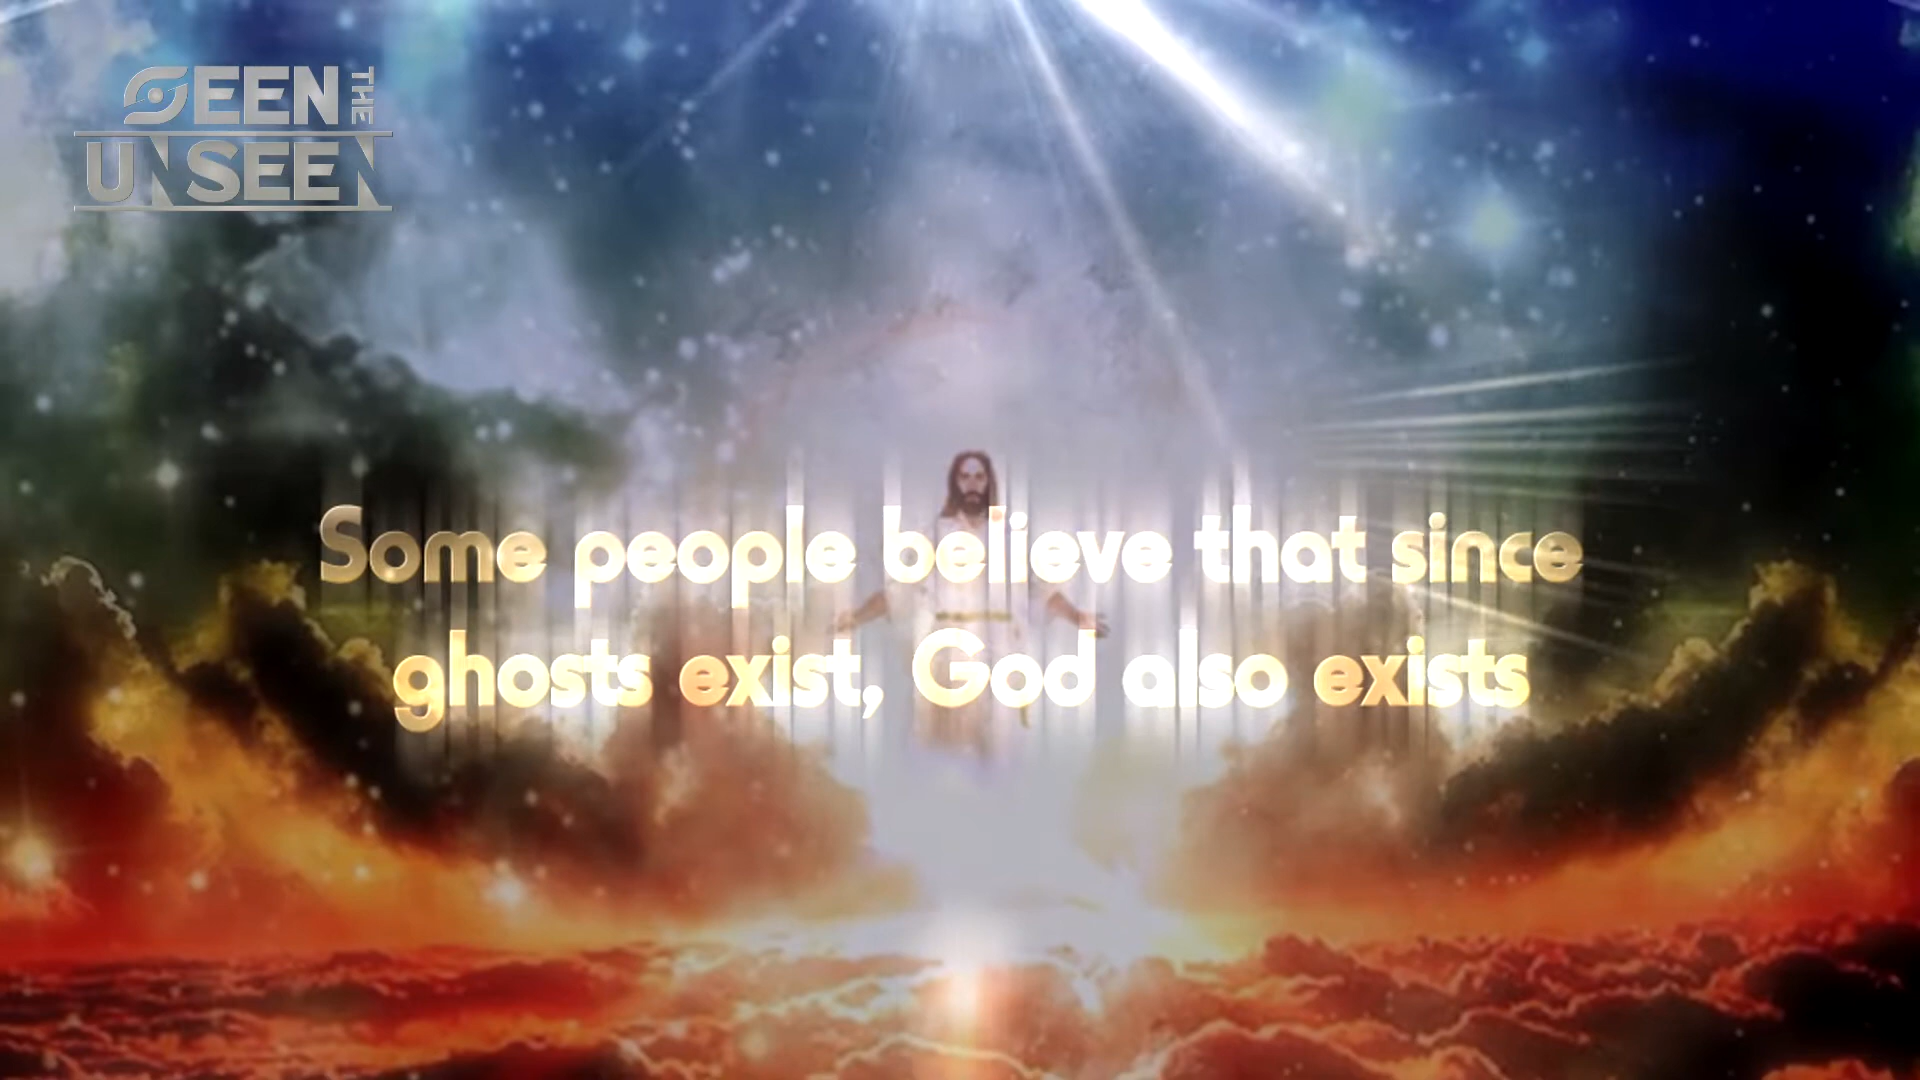 SEEN THE
UNSEEN
Some people believe that since
ghosts exist, God also exists